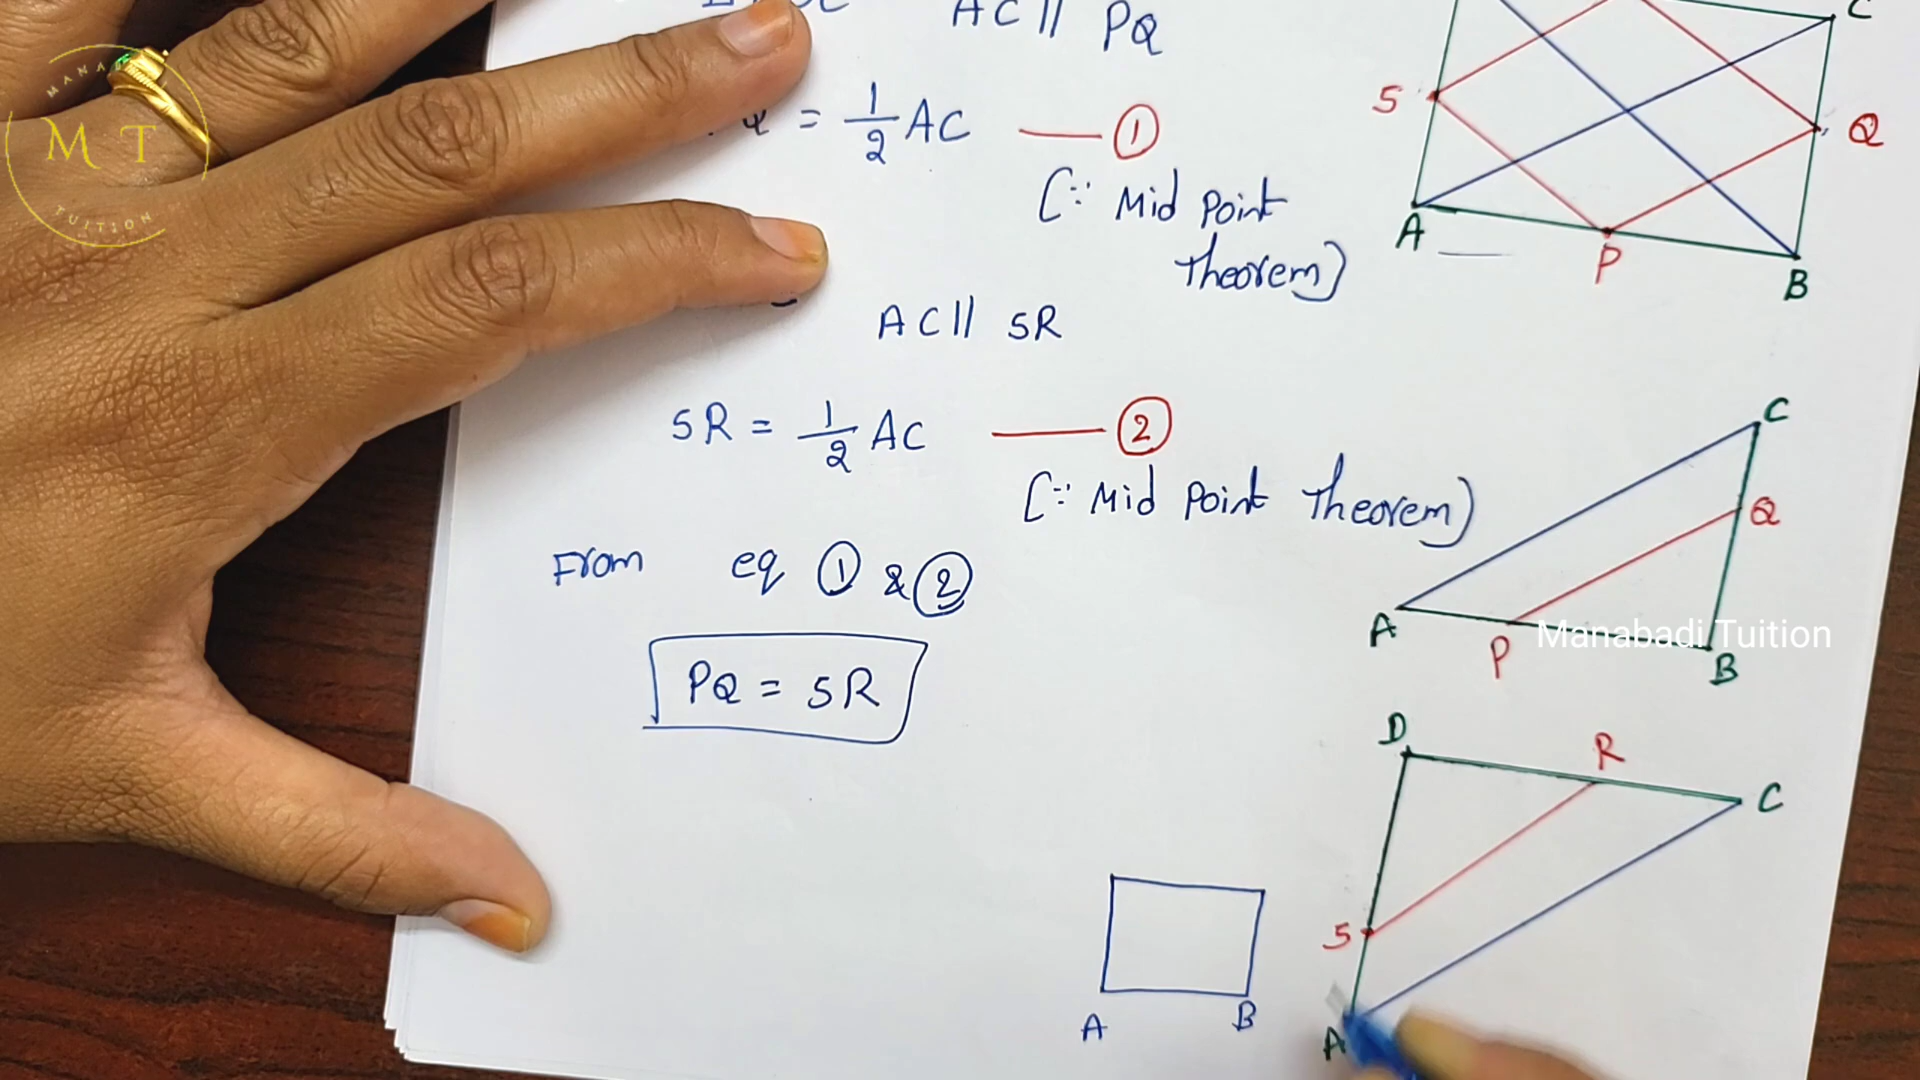 AC || PQ
= 1/2 AC —— ①
(∵ Mid Point
Theorem)
AC || SR
SR = 1/2 AC —— ②
(∵ Mid Point Theorem)
From eq ① & ②
PQ = SR
C
S
Q
A
P
B
C
Q
A
P
B
D
R
C
S
A
A B
MANABADI
M T
TUITION
Manabadi Tuition